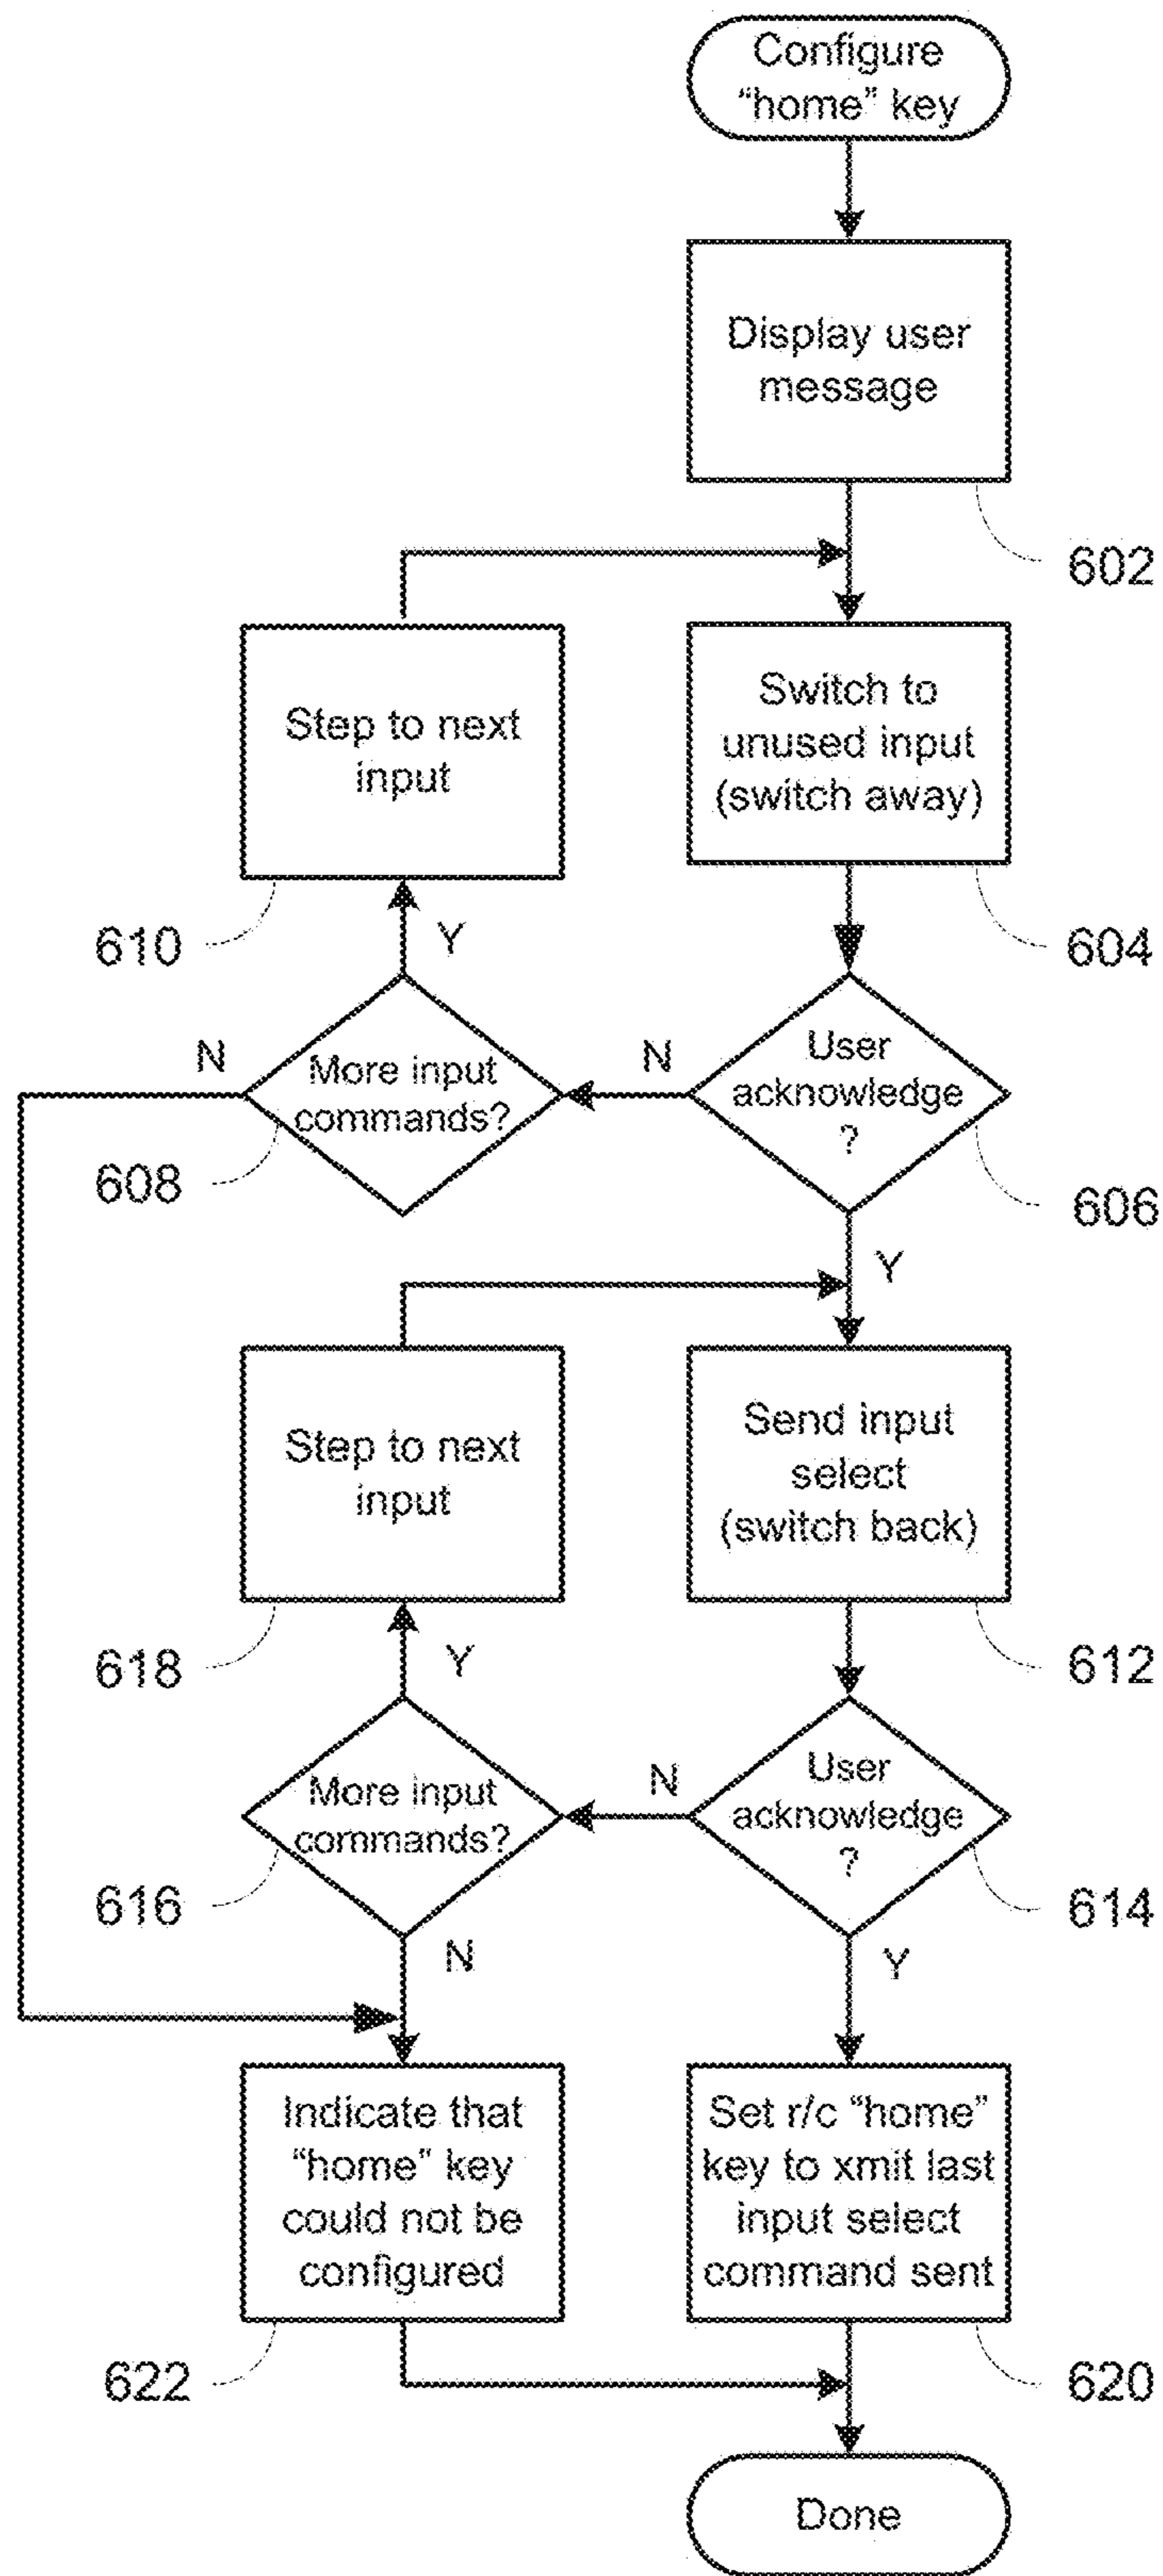 Configure
“home” key
Display user
message
602
Step to next
input
610
Switch to
unused input
(switch away)
604
Y
N
More input
commands?
608
N
User
acknowledge
?
606
Y
Step to next
input
618
Send input
select
(switch back)
612
Y
More input
commands?
616
N
N
User
acknowledge
?
614
Y
Indicate that
“home” key
could not be
configured
622
Set r/c “home”
key to xmit last
input select
command sent
620
Done